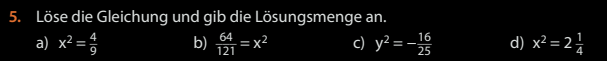 5. Löse die Gleichung und gib die Lösungsmenge an.
a) x² = 4/9 b) 64/121 = x² c) y² = −16/25 d) x² = 2 1/4